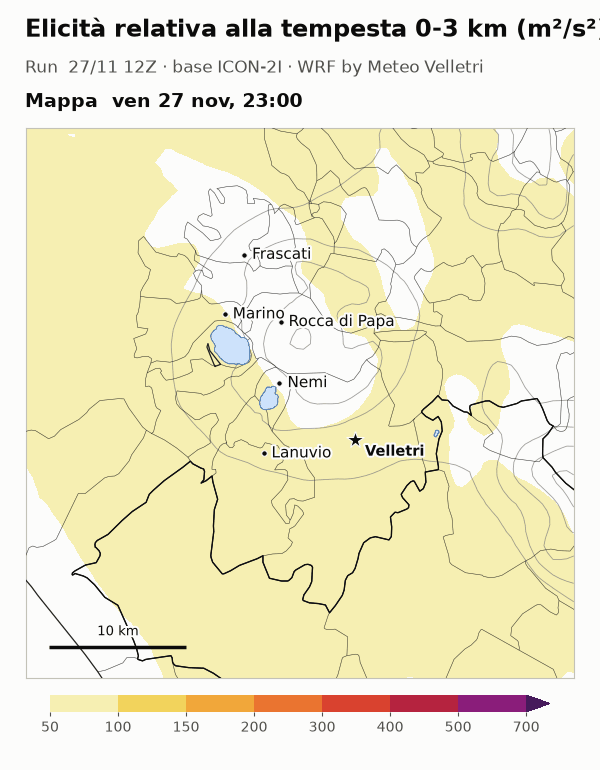 Elicità relativa alla tempesta 0-3 km (m²/s²)
Run  27/11 12Z · base ICON-2I · WRF by Meteo Velletri
Mappa  ven 27 nov, 23:00
Frascati
Marino
Rocca di Papa
Nemi
Lanuvio
Velletri
10 km
50 100 150 200 300 400 500 700